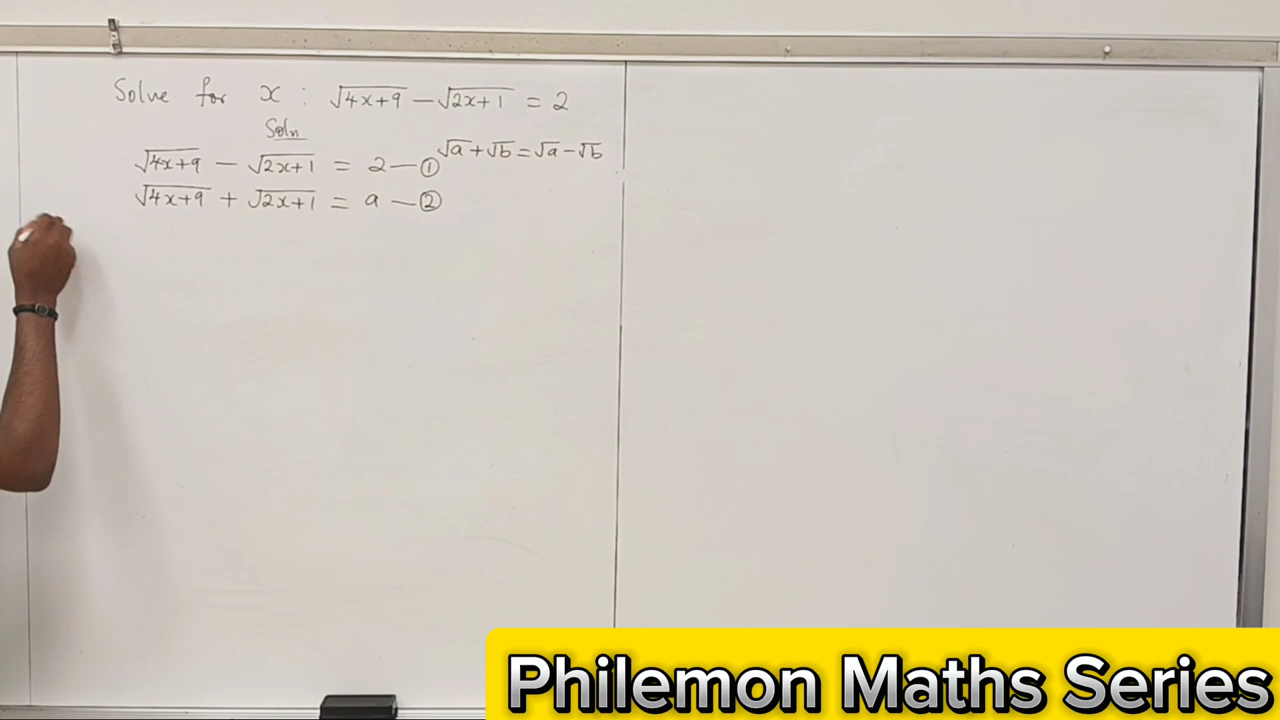 Solve for x : √4x+9 − √2x+1 = 2
Soln
√4x+9 − √2x+1 = 2 — ①
√a + √b = √a − √b
√4x+9 + √2x+1 = a — ②
Philemon Maths Series